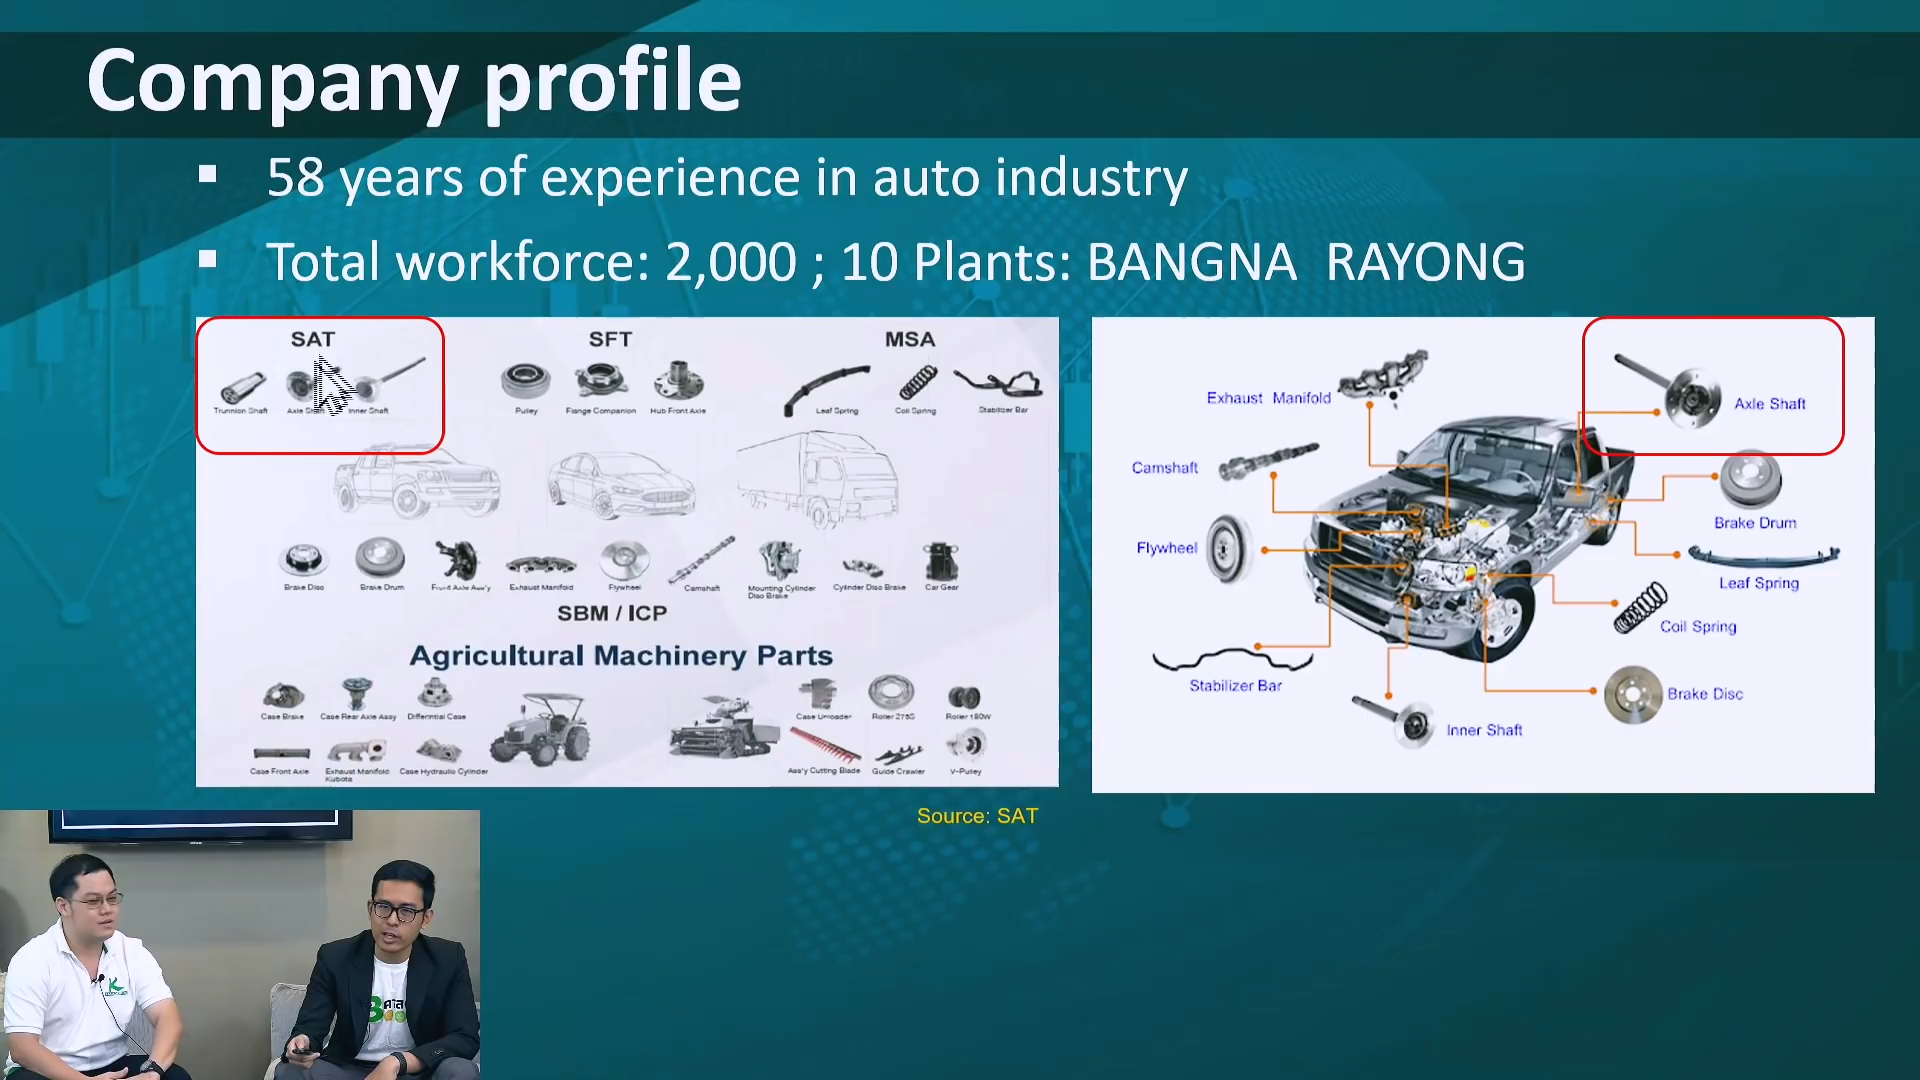 Company profile
58 years of experience in auto industry
Total workforce: 2,000 ; 10 Plants: BANGNA RAYONG
SAT
SFT
MSA
Trunnion Shaft
Inner Shaft
Pulley
Flange Companion
Hub Front Axle
Leaf Spring
Coil Spring
Stabilizer Bar
Brake Disc
Brake Drum
Front Axle Ass'y
Exhaust Manifold
Flywheel
Camshaft
Mounting Cylinder
Disc Brake
Cylinder Disc Brake
Car Gear
SBM / ICP
Agricultural Machinery Parts
Case Brake
Case Rear Axle Assy
Differintial Case
Case Unloader
Roller 275S
Roller 180W
Case Front Axle
Exhaust Manifold
Kubota
Case Hydraulic Cylinder
Ass'y Cutting Blade
Guide Crawler
V-Pulley
Exhaust Manifold
Axle Shaft
Camshaft
Brake Drum
Flywheel
Leaf Spring
Coil Spring
Stabilizer Bar
Brake Disc
Inner Shaft
Source: SAT